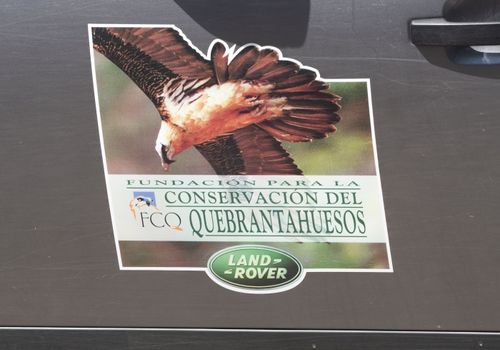 FUNDACIÓN PARA LA
CONSERVACIÓN DEL
FCQ QUEBRANTAHUESOS
LAND-
-ROVER